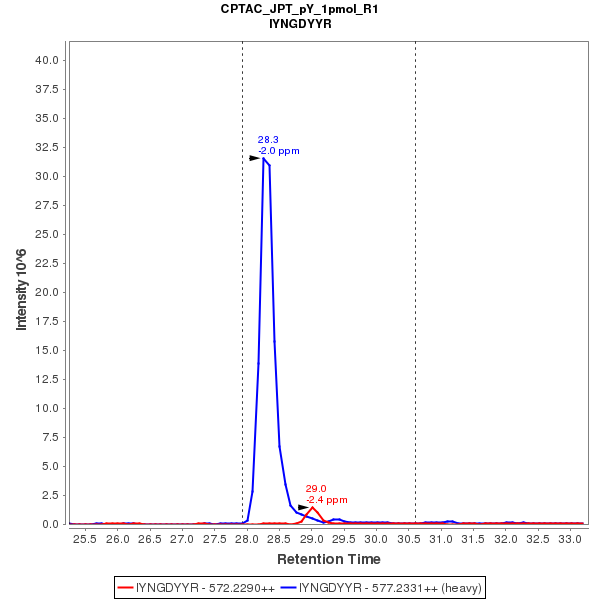 CPTAC_JPT_pY_1pmol_R1
IYNGDYYR
Intensity 10^6
40.0
37.5
35.0
32.5
30.0
27.5
25.0
22.5
20.0
17.5
15.0
12.5
10.0
7.5
5.0
2.5
0.0
28.3
-2.0 ppm
29.0
-2.4 ppm
25.5 26.0 26.5 27.0 27.5 28.0 28.5 29.0 29.5 30.0 30.5 31.0 31.5 32.0 32.5 33.0
Retention Time
IYNGDYYR - 572.2290++ IYNGDYYR - 577.2331++ (heavy)